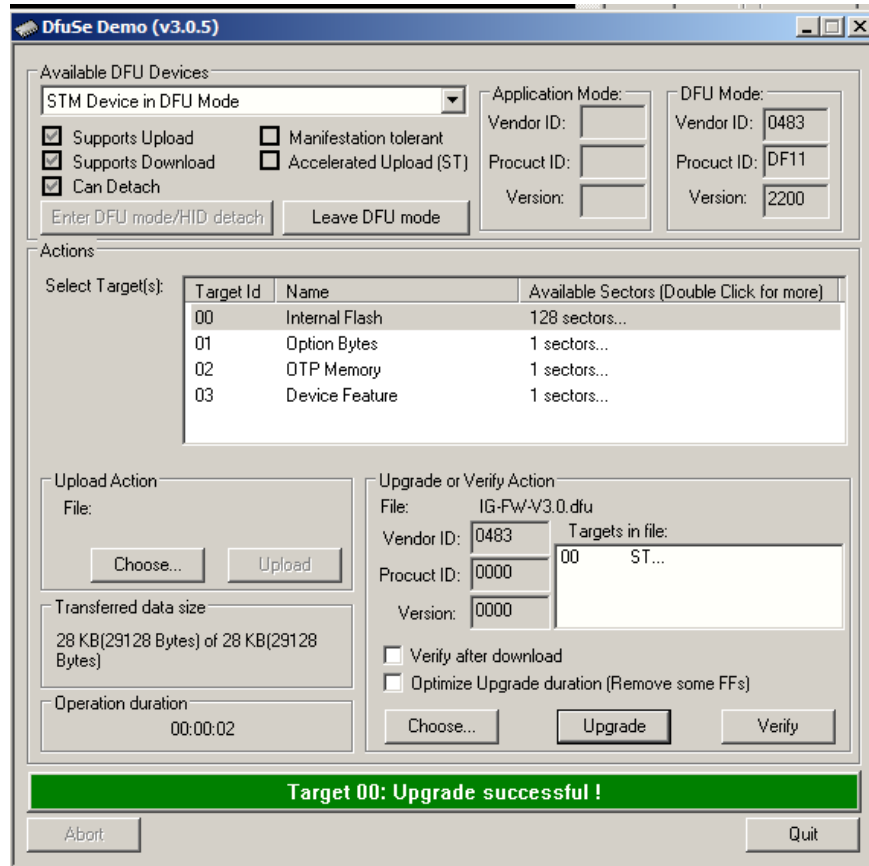 DfuSe Demo (v3.0.5)
Available DFU Devices
STM Device in DFU Mode
Supports Upload
Manifestation tolerant
Supports Download
Accelerated Upload (ST)
Can Detach
Enter DFU mode/HID detach
Leave DFU mode
Application Mode:
Vendor ID:
Procuct ID:
Version:
DFU Mode:
Vendor ID: 0483
Procuct ID: DF11
Version: 2200
Actions
Select Target(s):
Target Id Name Available Sectors (Double Click for more)
00 Internal Flash 128 sectors...
01 Option Bytes 1 sectors...
02 OTP Memory 1 sectors...
03 Device Feature 1 sectors...
Upload Action
File:
Choose... Upload
Transferred data size
28 KB(29128 Bytes) of 28 KB(29128
Bytes)
Operation duration
00:00:02
Upgrade or Verify Action
File: IG-FW-V3.0.dfu
Vendor ID: 0483
Procuct ID: 0000
Version: 0000
Targets in file:
00 ST...
Verify after download
Optimize Upgrade duration (Remove some FFs)
Choose... Upgrade Verify
Target 00: Upgrade successful !
Abort Quit